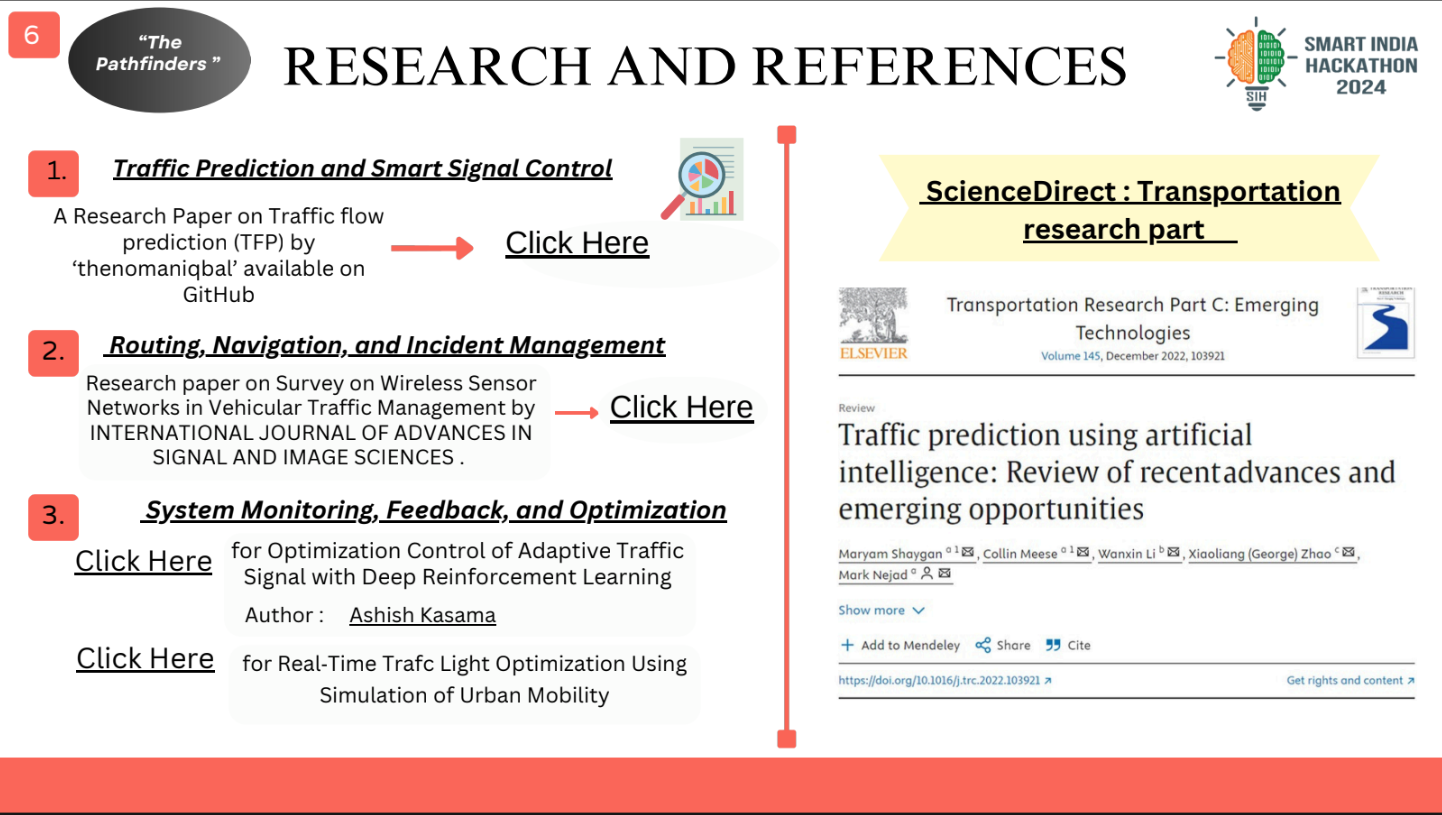 6
“The
Pathfinders ”
RESEARCH AND REFERENCES
SMART INDIA
HACKATHON
2024
SIH
1.
Traffic Prediction and Smart Signal Control
A Research Paper on Traffic flow
prediction (TFP) by
‘thenomaniqbal’ available on
GitHub
Click Here
2.
Routing, Navigation, and Incident Management
Research paper on Survey on Wireless Sensor
Networks in Vehicular Traffic Management by
INTERNATIONAL JOURNAL OF ADVANCES IN
SIGNAL AND IMAGE SCIENCES .
Click Here
3.
System Monitoring, Feedback, and Optimization
Click Here
for Optimization Control of Adaptive Traffic
Signal with Deep Reinforcement Learning
Author : Ashish Kasama
Click Here
for Real-Time Trafc Light Optimization Using
Simulation of Urban Mobility
ScienceDirect : Transportation
research part
ELSEVIER
Transportation Research Part C: Emerging
Technologies
Volume 145, December 2022, 103921
Review
Traffic prediction using artificial
intelligence: Review of recentadvances and
emerging opportunities
Maryam Shaygan a 1, Collin Meese a 1, Wanxin Li b, Xiaoliang (George) Zhao c,
Mark Nejad a
Show more
Add to Mendeley Share Cite
https://doi.org/10.1016/j.trc.2022.103921
Get rights and content